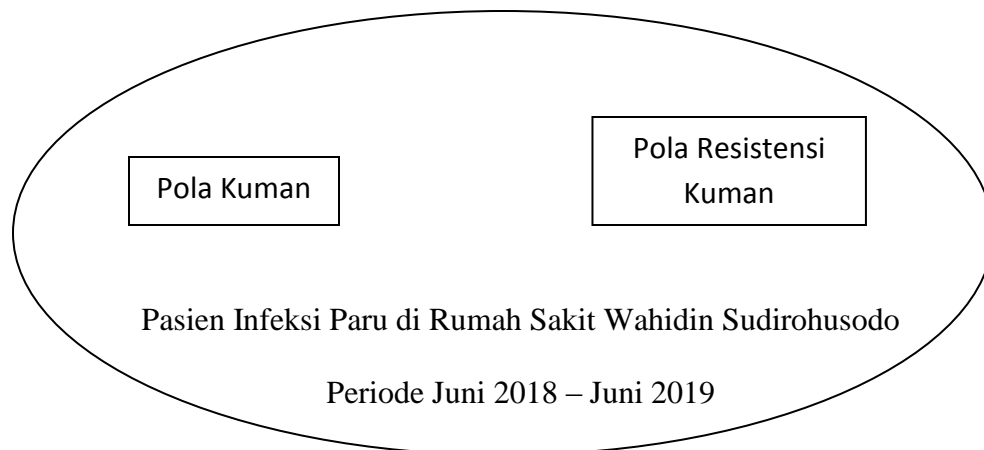 Pola Kuman
Pola Resistensi
Kuman
Pasien Infeksi Paru di Rumah Sakit Wahidin Sudirohusodo
Periode Juni 2018 – Juni 2019